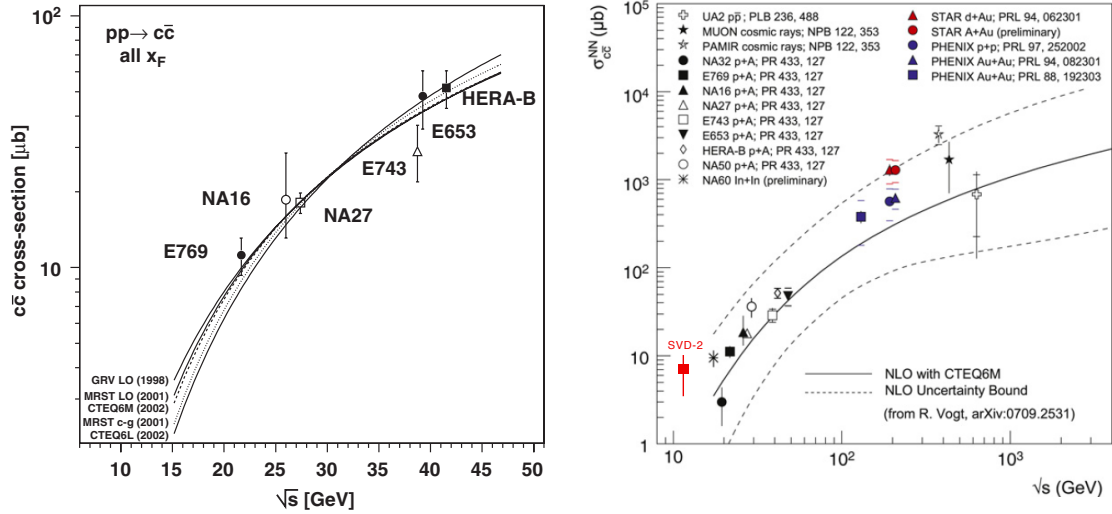 10²
pp→ cc̄
all x_F
HERA-B
E653
E743
NA16
NA27
E769
10
GRV LO (1998)
MRST LO (2001)
CTEQ6M (2002)
MRST c-g (2001)
CTEQ6L (2002)
cc̄ cross-section [μb]
10 15 20 25 30 35 40 45 50
√s [GeV]
σ_cc̄^NN (μb)
UA2 pp̄; PLB 236, 488
MUON cosmic rays; NPB 122, 353
PAMIR cosmic rays; NPB 122, 353
NA32 p+A; PR 433, 127
E769 p+A; PR 433, 127
NA16 p+A; PR 433, 127
NA27 p+A; PR 433, 127
E743 p+A; PR 433, 127
E653 p+A; PR 433, 127
HERA-B p+A; PR 433, 127
NA50 p+A; PR 433, 127
NA60 In+In (preliminary)
STAR d+Au; PRL 94, 062301
STAR A+Au (preliminary)
PHENIX p+p; PRL 97, 252002
PHENIX Au+Au; PRL 94, 082301
PHENIX Au+Au; PRL 88, 192303
10⁵
10⁴
10³
10²
10
1
SVD-2
NLO with CTEQ6M
NLO Uncertainty Bound
(from R. Vogt, arXiv:0709.2531)
10 10² 10³
√s (GeV)